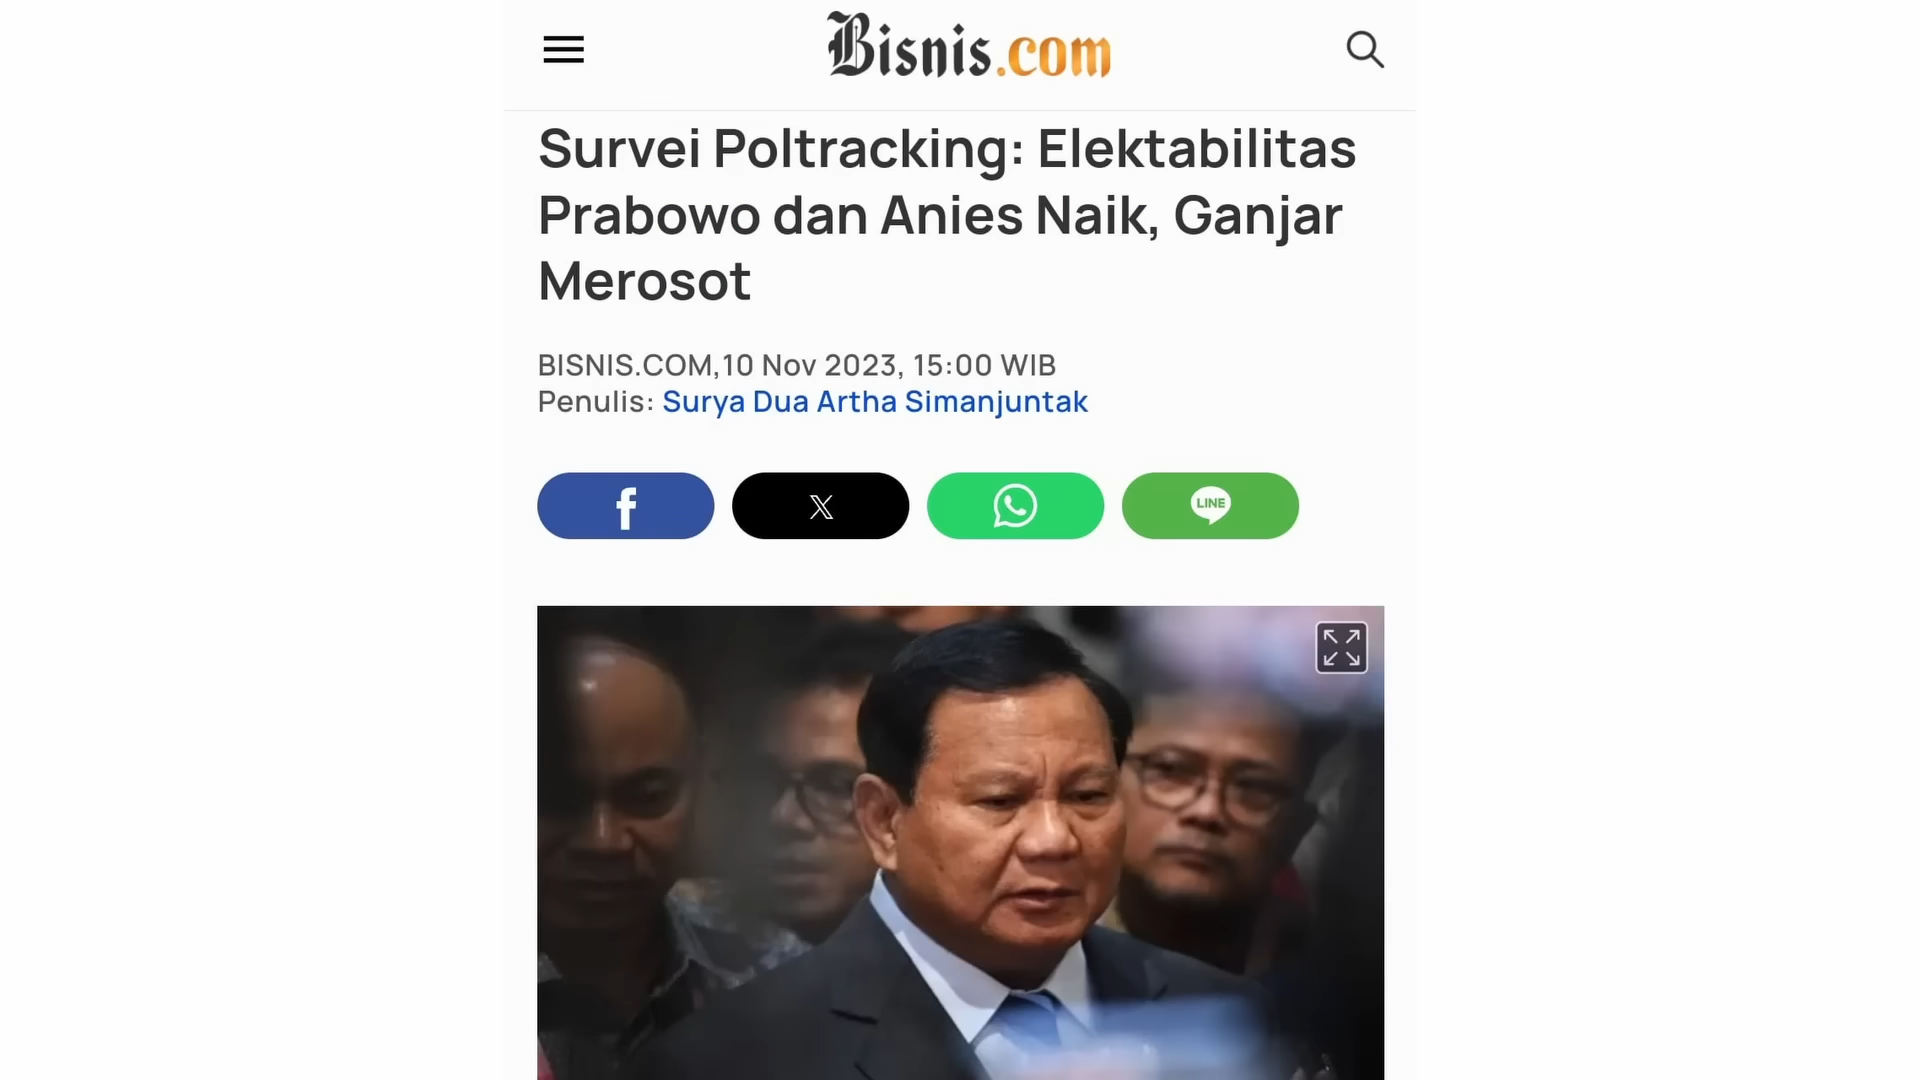 Bisnis.com
Survei Poltracking: Elektabilitas
Prabowo dan Anies Naik, Ganjar
Merosot
BISNIS.COM,10 Nov 2023, 15:00 WIB
Penulis: Surya Dua Artha Simanjuntak
f
X
LINE